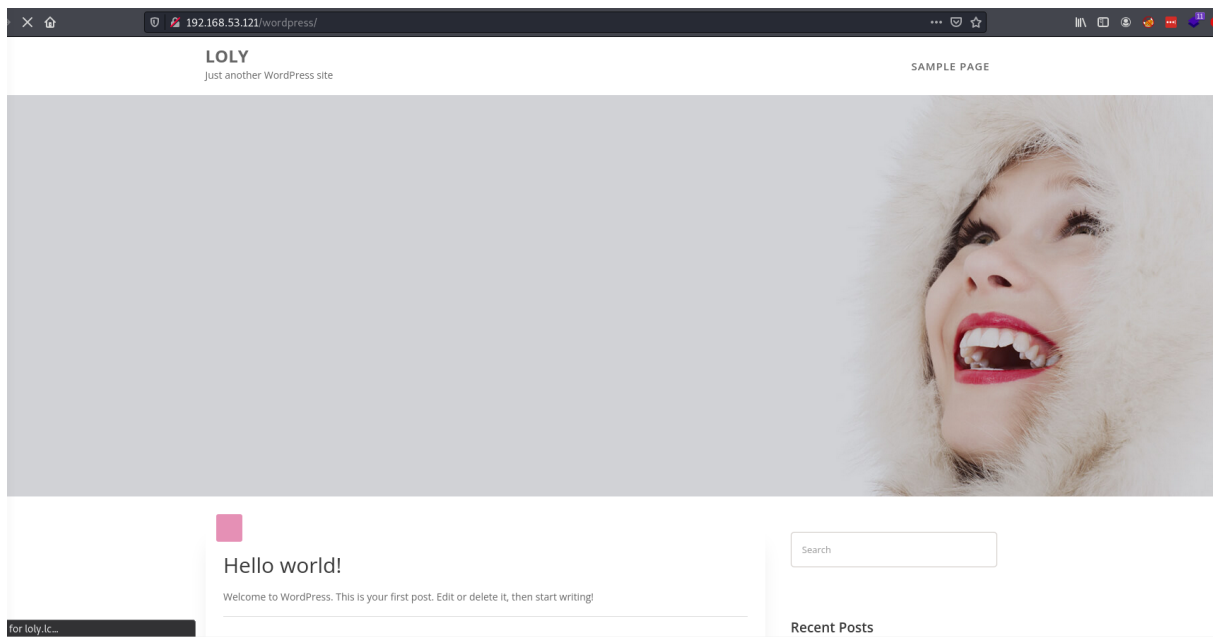 192.168.53.121/wordpress/
11
LOLY
Just another WordPress site
SAMPLE PAGE
Hello world!
Welcome to WordPress. This is your first post. Edit or delete it, then start writing!
Search
Recent Posts
for loly.lc...